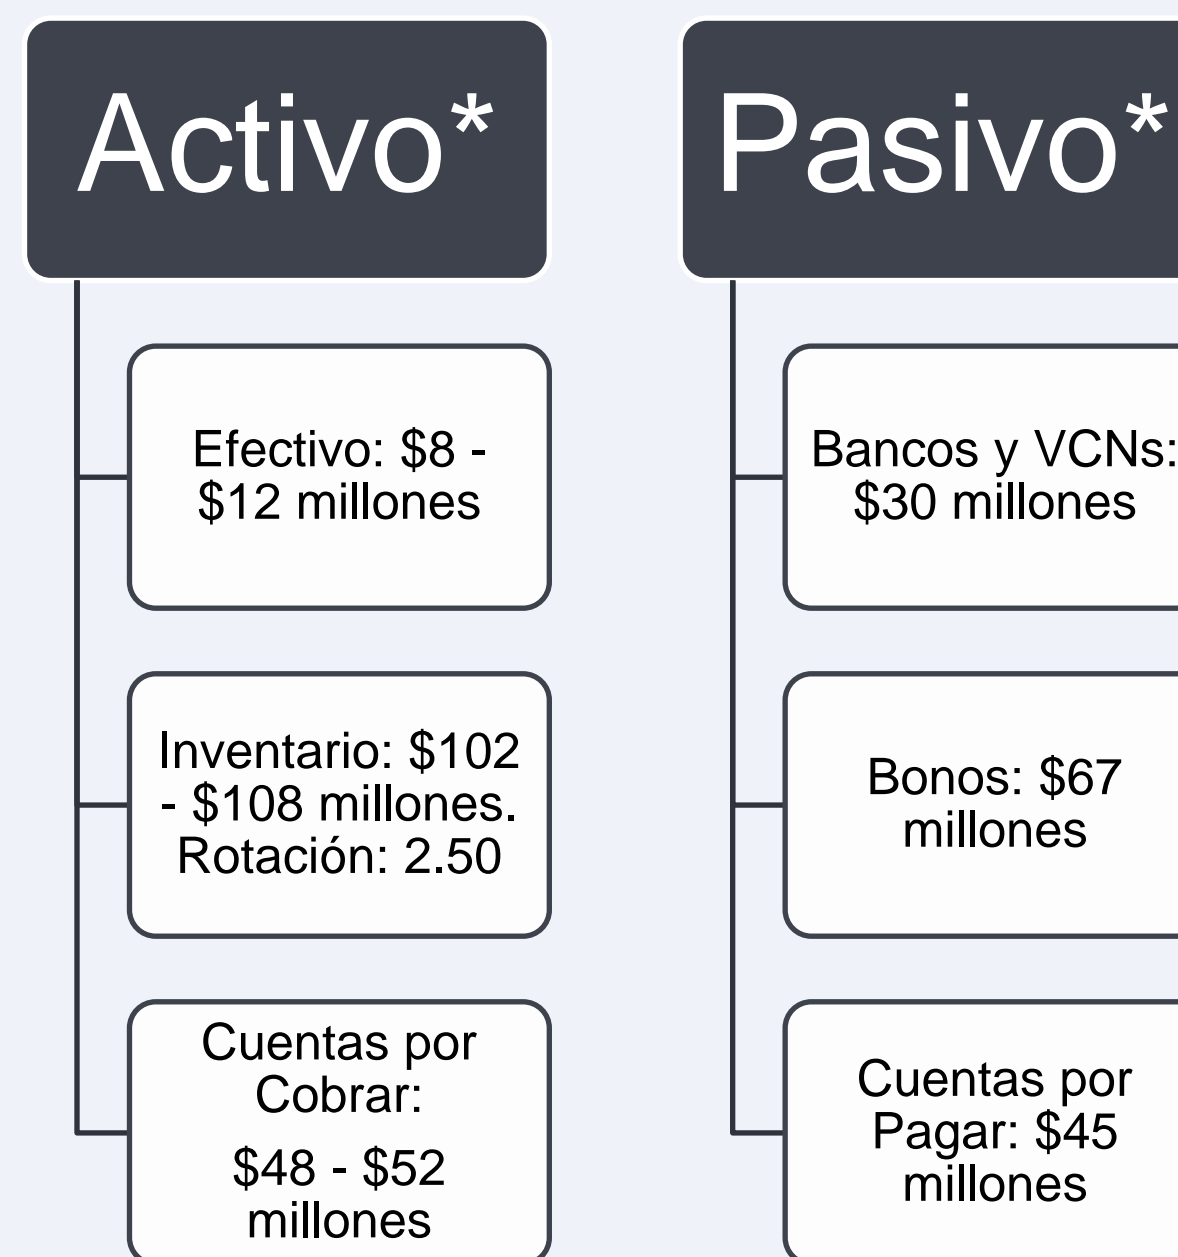 Activo*
Efectivo: $8 -
$12 millones
Inventario: $102
- $108 millones.
Rotación: 2.50
Cuentas por
Cobrar:
$48 - $52
millones
Pasivo*
Bancos y VCNs:
$30 millones
Bonos: $67
millones
Cuentas por
Pagar: $45
millones